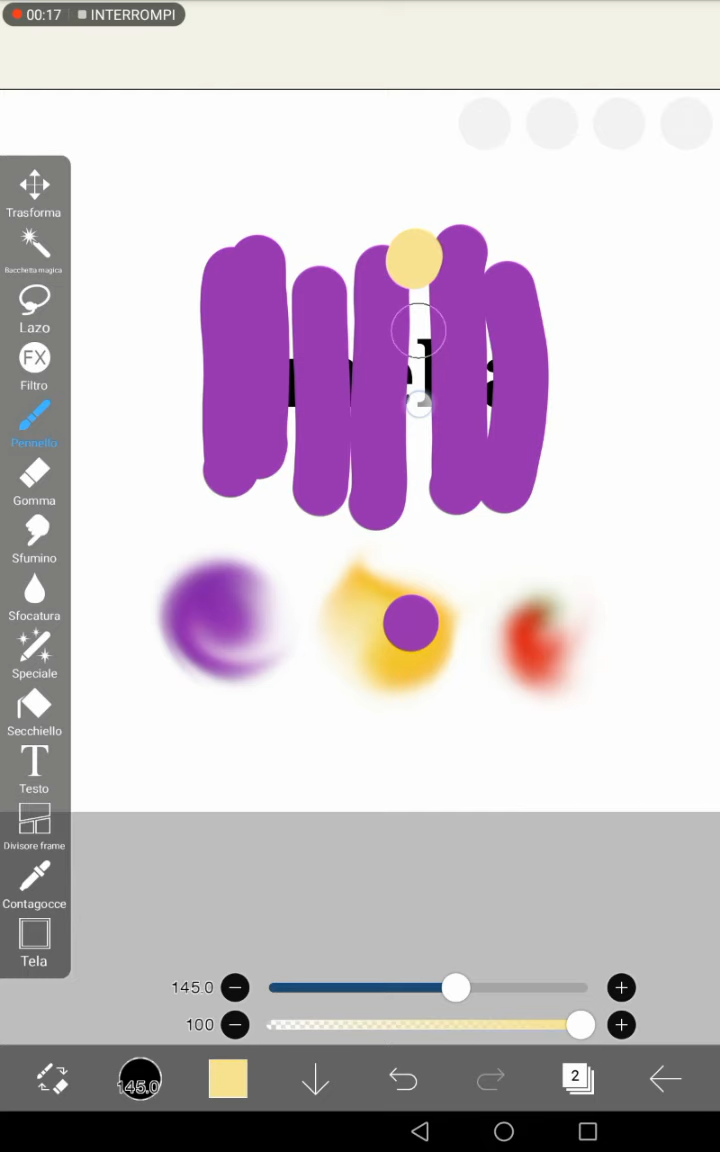 00:17 INTERROMPI
Trasforma
Bacchetta magica
Lazo
FX
Filtro
Pennello
Gomma
Sfumino
Sfocatura
Speciale
Secchiello
T
Testo
Divisore frame
Contagocce
Tela
145.0
100
145.0
2